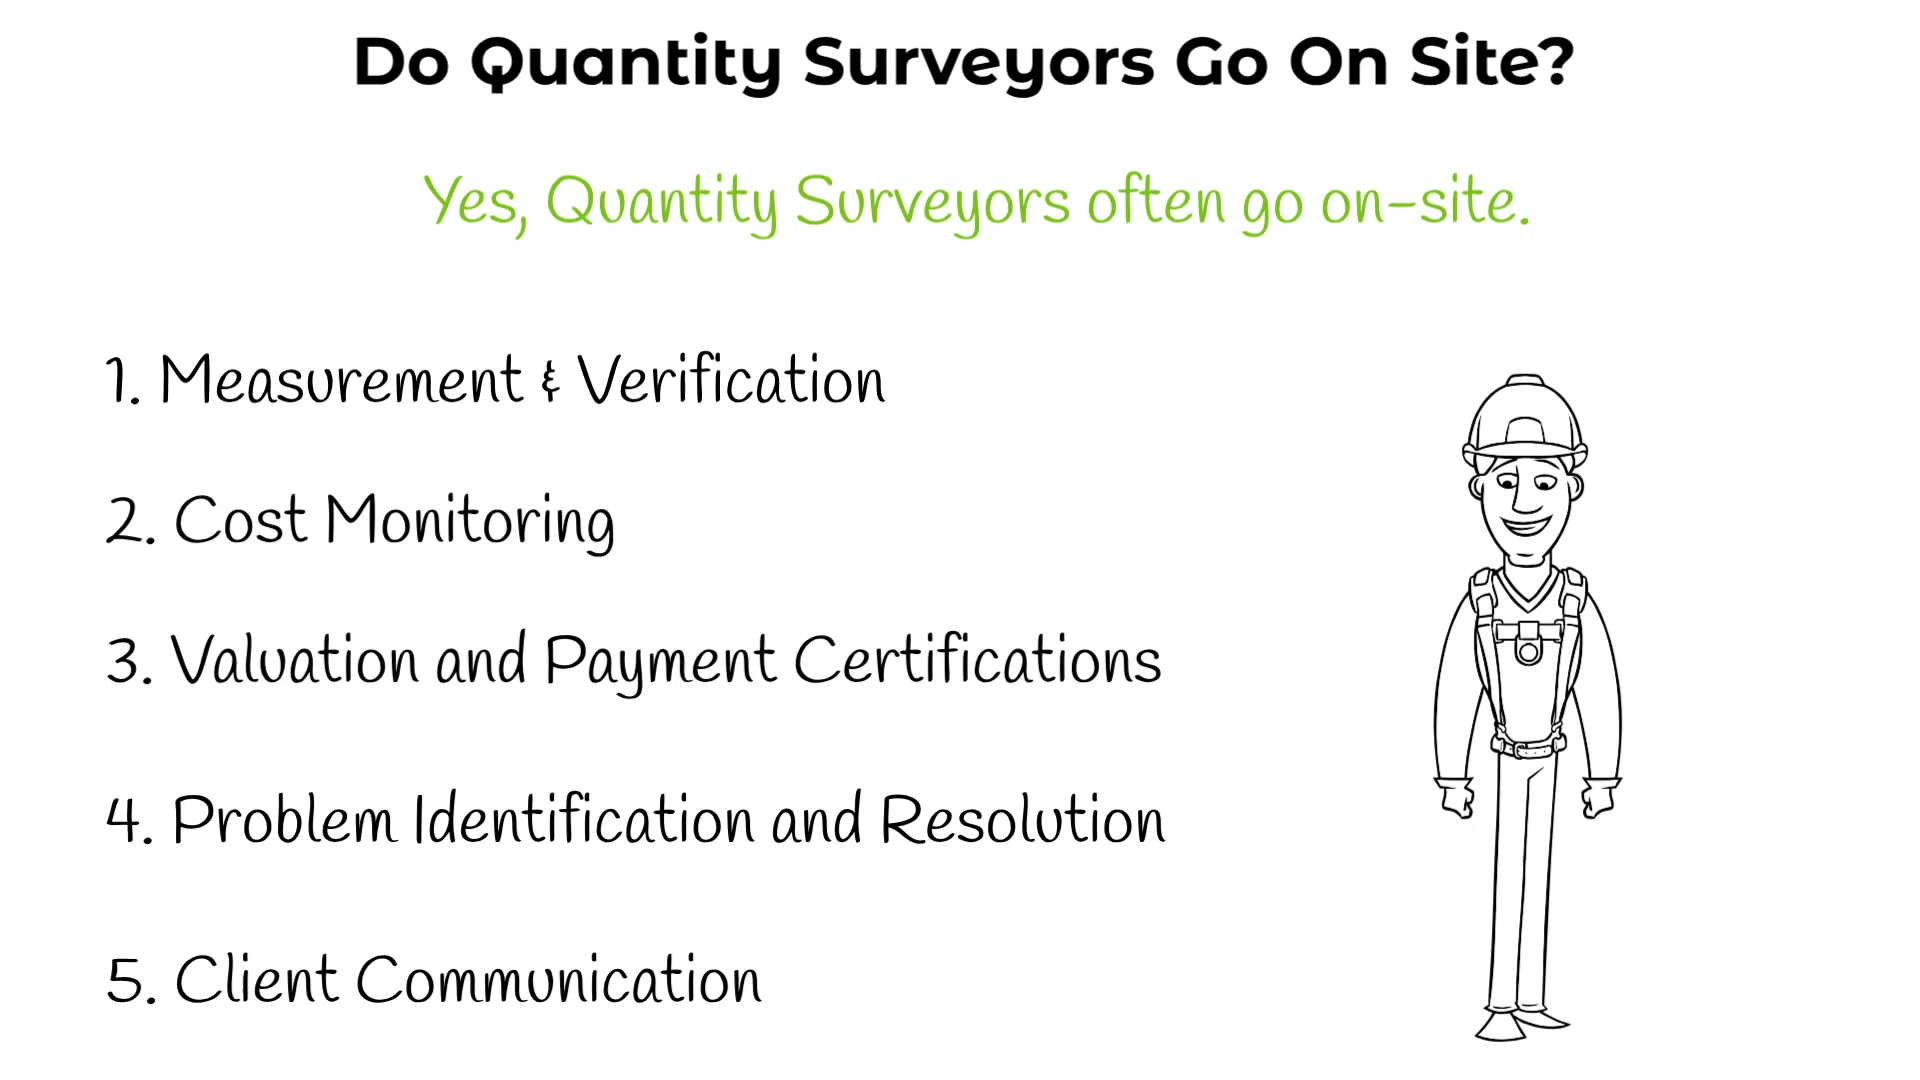 Do Quantity Surveyors Go On Site?
Yes, Quantity Surveyors often go on-site.
1. Measurement & Verification
2. Cost Monitoring
3. Valuation and Payment Certifications
4. Problem Identification and Resolution
5. Client Communication